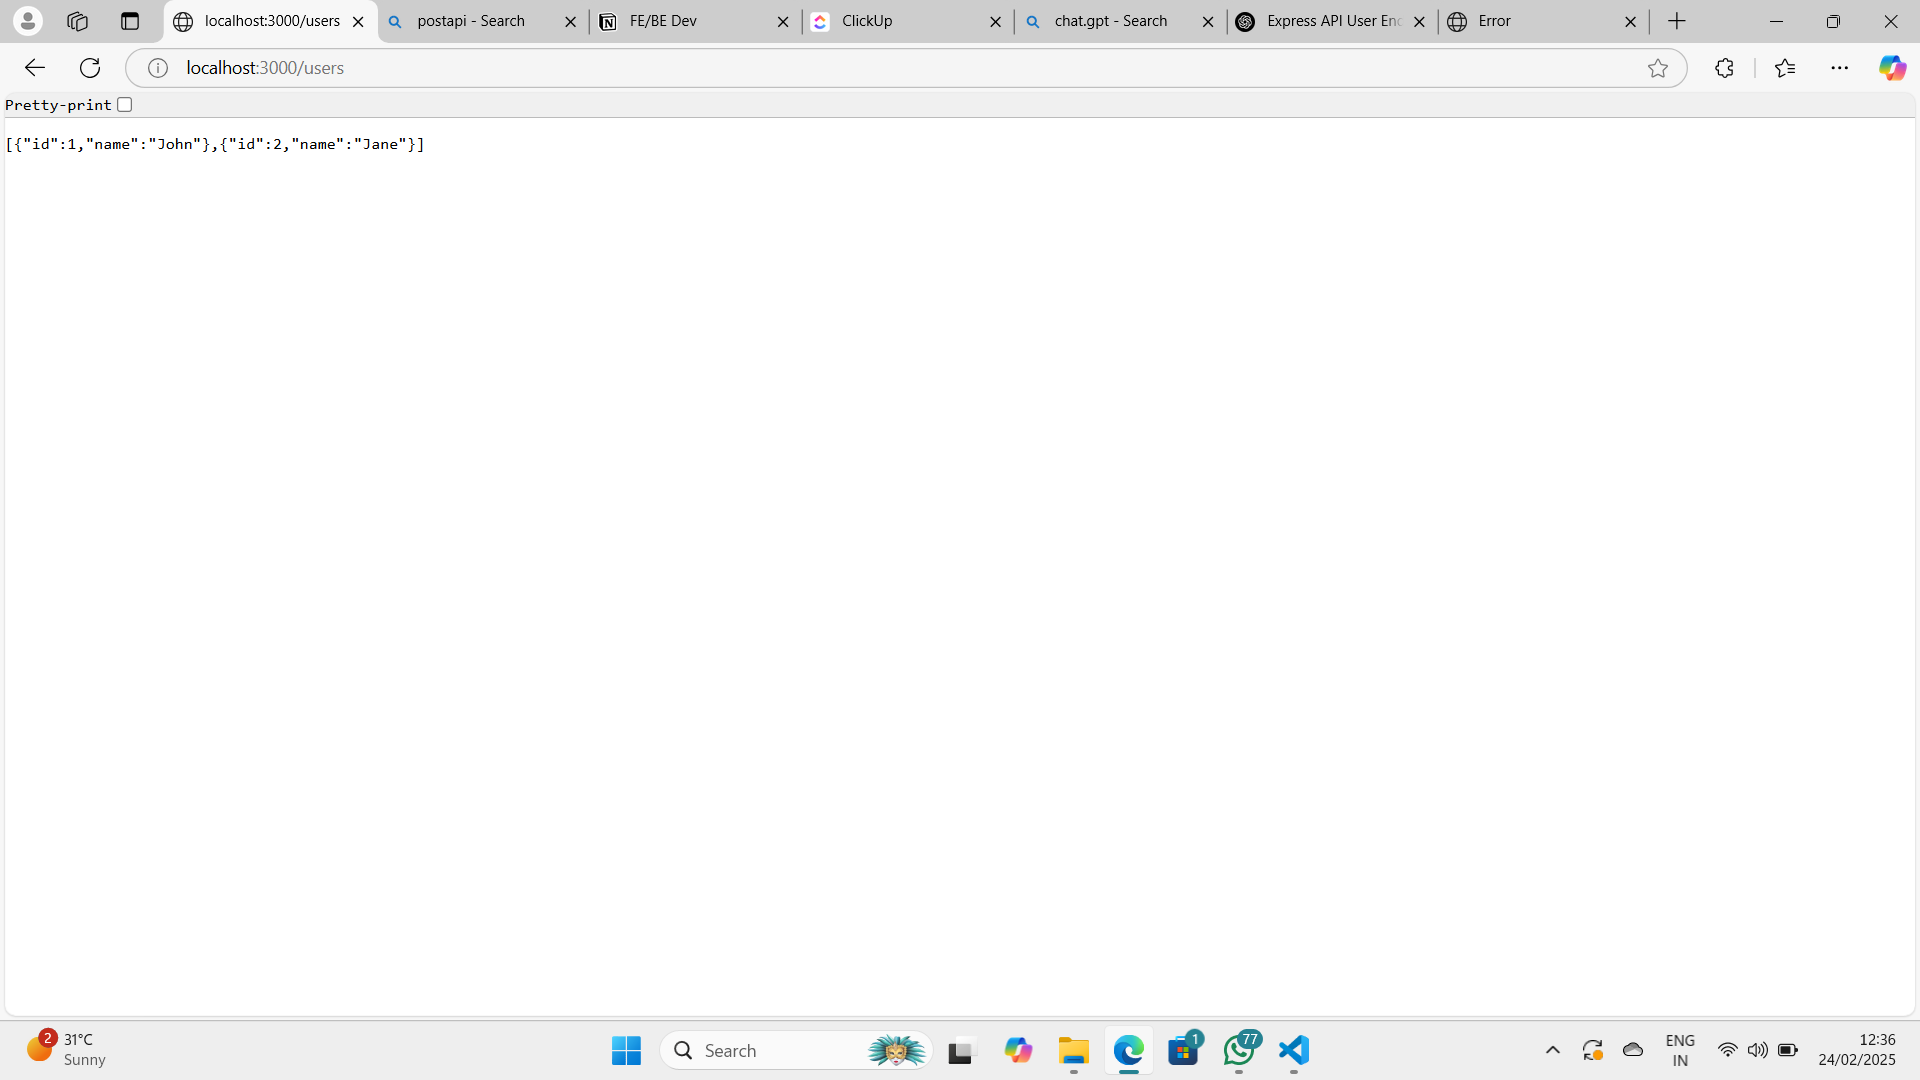 localhost:3000/users
postapi - Search
FE/BE Dev
ClickUp
chat.gpt - Search
Express API User Enc
Error
localhost:3000/users
Pretty-print
[{"id":1,"name":"John"},{"id":2,"name":"Jane"}]
2
31°C
Sunny
Search
1
77
ENG
IN
12:36
24/02/2025